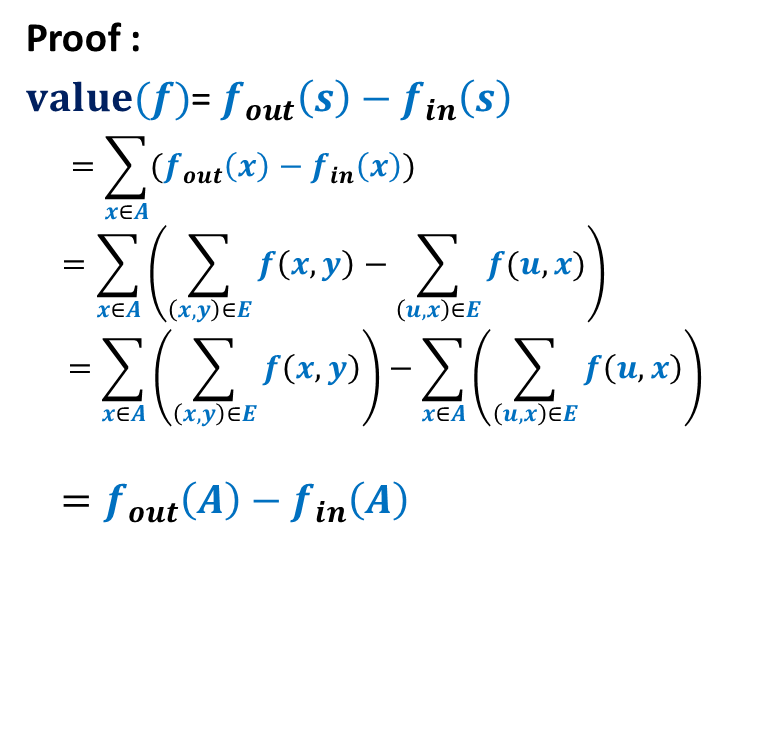 Proof :
value(f)= f_out(s) − f_in(s)
= ∑_{x∈A}(f_out(x) − f_in(x))
= ∑_{x∈A}(∑_{(x,y)∈E} f(x, y) − ∑_{(u,x)∈E} f(u, x))
= ∑_{x∈A}(∑_{(x,y)∈E} f(x, y)) − ∑_{x∈A}(∑_{(u,x)∈E} f(u, x))
= f_out(A) − f_in(A)